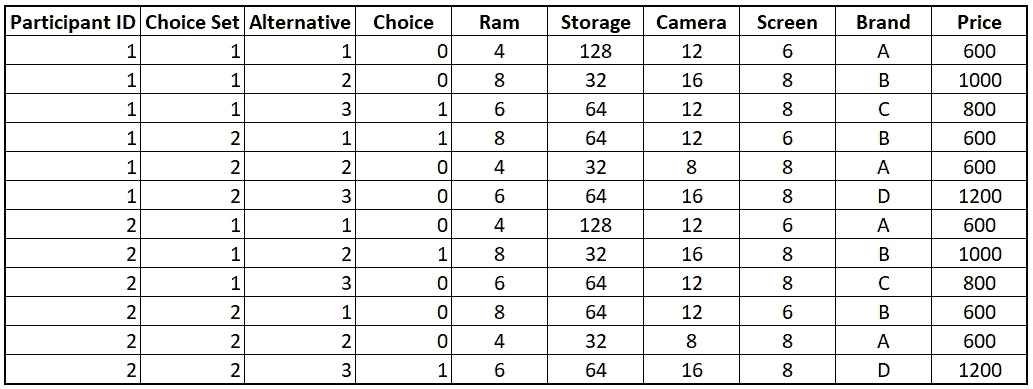 Participant ID Choice Set Alternative Choice Ram Storage Camera Screen Brand Price
1 1 1 0 4 128 12 6 A 600
1 1 2 0 8 32 16 8 B 1000
1 1 3 1 6 64 12 8 C 800
1 2 1 1 8 64 12 6 B 600
1 2 2 0 4 32 8 8 A 600
1 2 3 0 6 64 16 8 D 1200
2 1 1 0 4 128 12 6 A 600
2 1 2 1 8 32 16 8 B 1000
2 1 3 0 6 64 12 8 C 800
2 2 1 0 8 64 12 6 B 600
2 2 2 0 4 32 8 8 A 600
2 2 3 1 6 64 16 8 D 1200